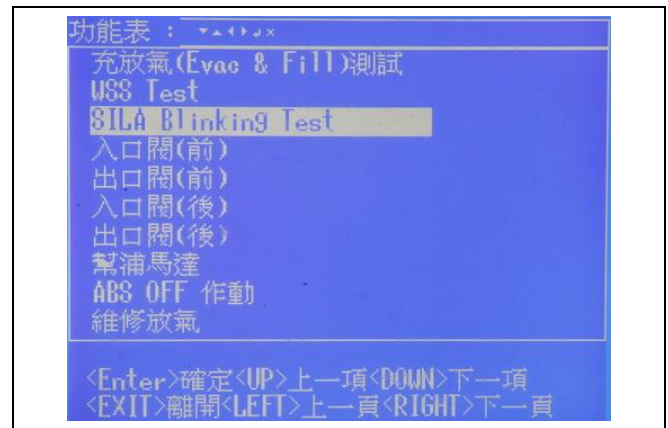 功能表： ▼▲◀▶↲×
充放氣(Evac & Fill)測試
WSS Test
SILA Blinking Test
入口閥(前)
出口閥(前)
入口閥(後)
出口閥(後)
幫浦馬達
ABS OFF 作動
維修放氣
<Enter>確定<UP>上一項<DOWN>下一項
<EXIT>離開<LEFT>上一頁<RIGHT>下一頁